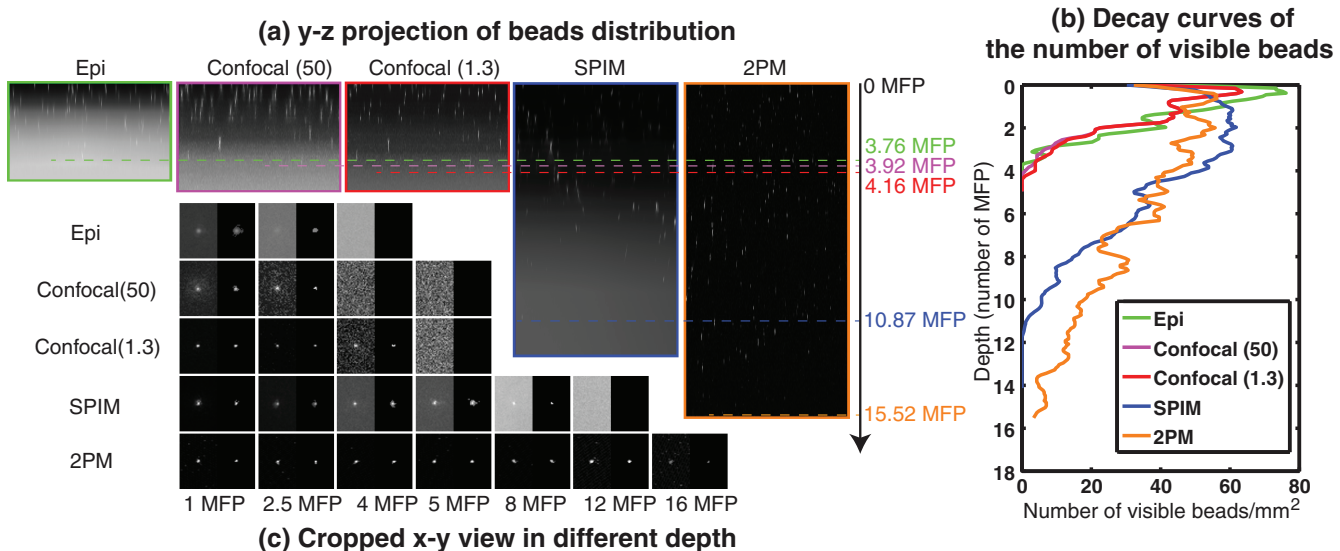 (a) y-z projection of beads distribution
Epi
Confocal (50)
Confocal (1.3)
SPIM
2PM
0 MFP
3.76 MFP
3.92 MFP
4.16 MFP
10.87 MFP
15.52 MFP
Epi
Confocal(50)
Confocal(1.3)
SPIM
2PM
1 MFP
2.5 MFP
4 MFP
5 MFP
8 MFP
12 MFP
16 MFP
(c) Cropped x-y view in different depth
(b) Decay curves of
the number of visible beads
Depth (number of MFP)
0
2
4
6
8
10
12
14
16
18
Epi
Confocal (50)
Confocal (1.3)
SPIM
2PM
0
20
40
60
80
Number of visible beads/mm²